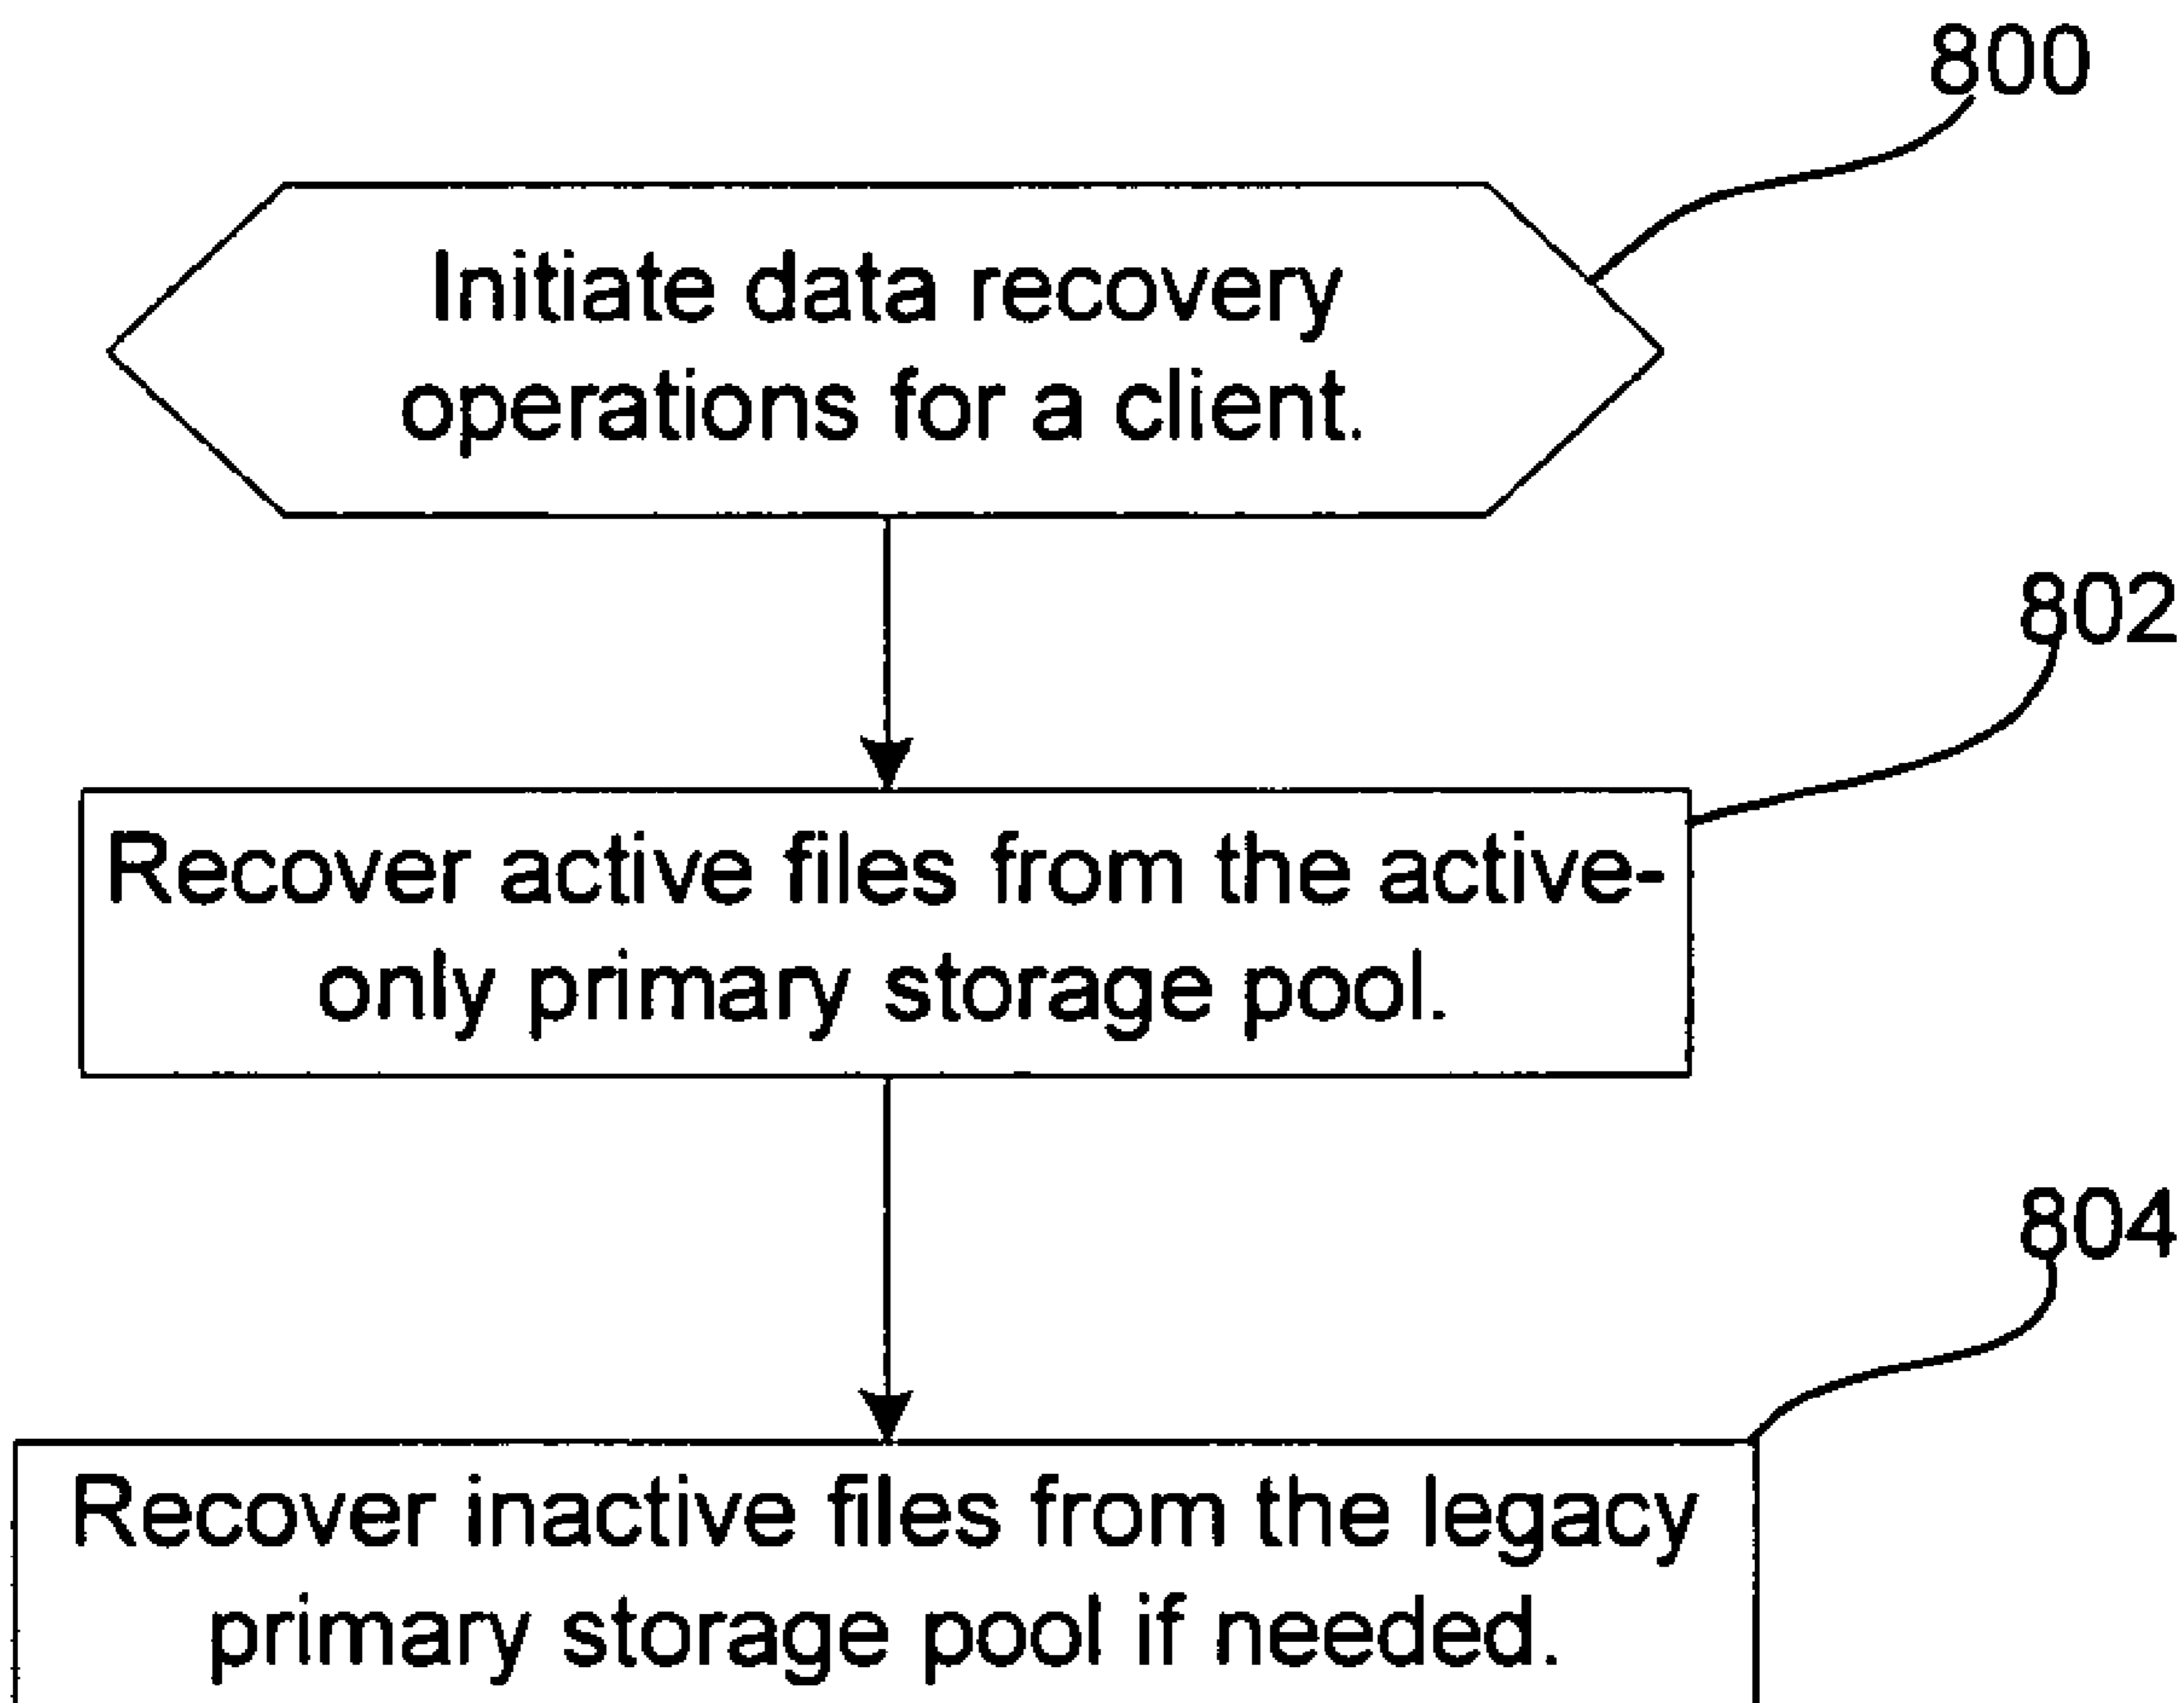 800
Initiate data recovery
operations for a client.
802
Recover active files from the active-
only primary storage pool.
804
Recover inactive files from the legacy
primary storage pool if needed.